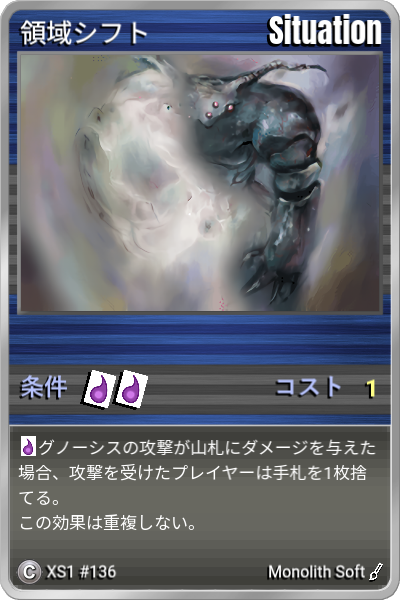 領域シフト Situation
条件 コスト 1
グノーシスの攻撃が山札にダメージを与えた
場合、攻撃を受けたプレイヤーは手札を1枚捨
てる。
この効果は重複しない。
C XS1 #136 Monolith Soft